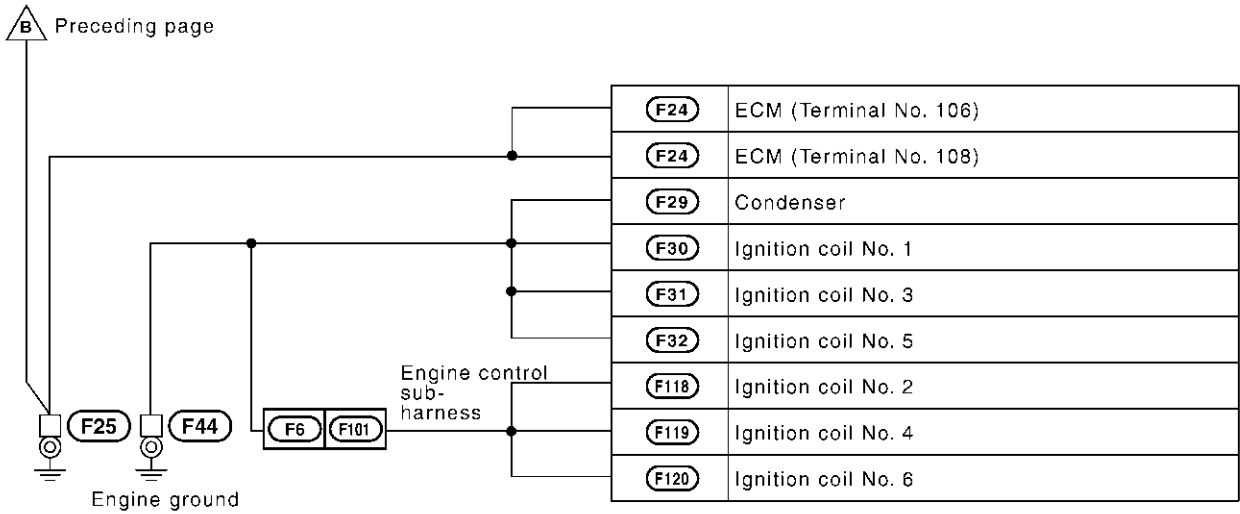 B Preceding page
F24 ECM (Terminal No. 106)
F24 ECM (Terminal No. 108)
F29 Condenser
F30 Ignition coil No. 1
F31 Ignition coil No. 3
F32 Ignition coil No. 5
Engine control
sub-
harness
F118 Ignition coil No. 2
F25 F44 F6 F101
F119 Ignition coil No. 4
F120 Ignition coil No. 6
Engine ground